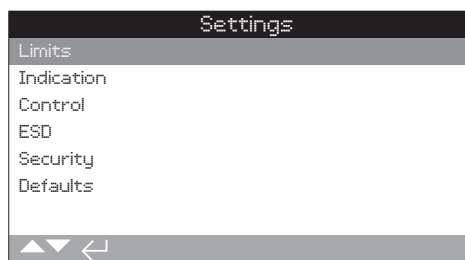 Settings
Limits
Indication
Control
ESD
Security
Defaults